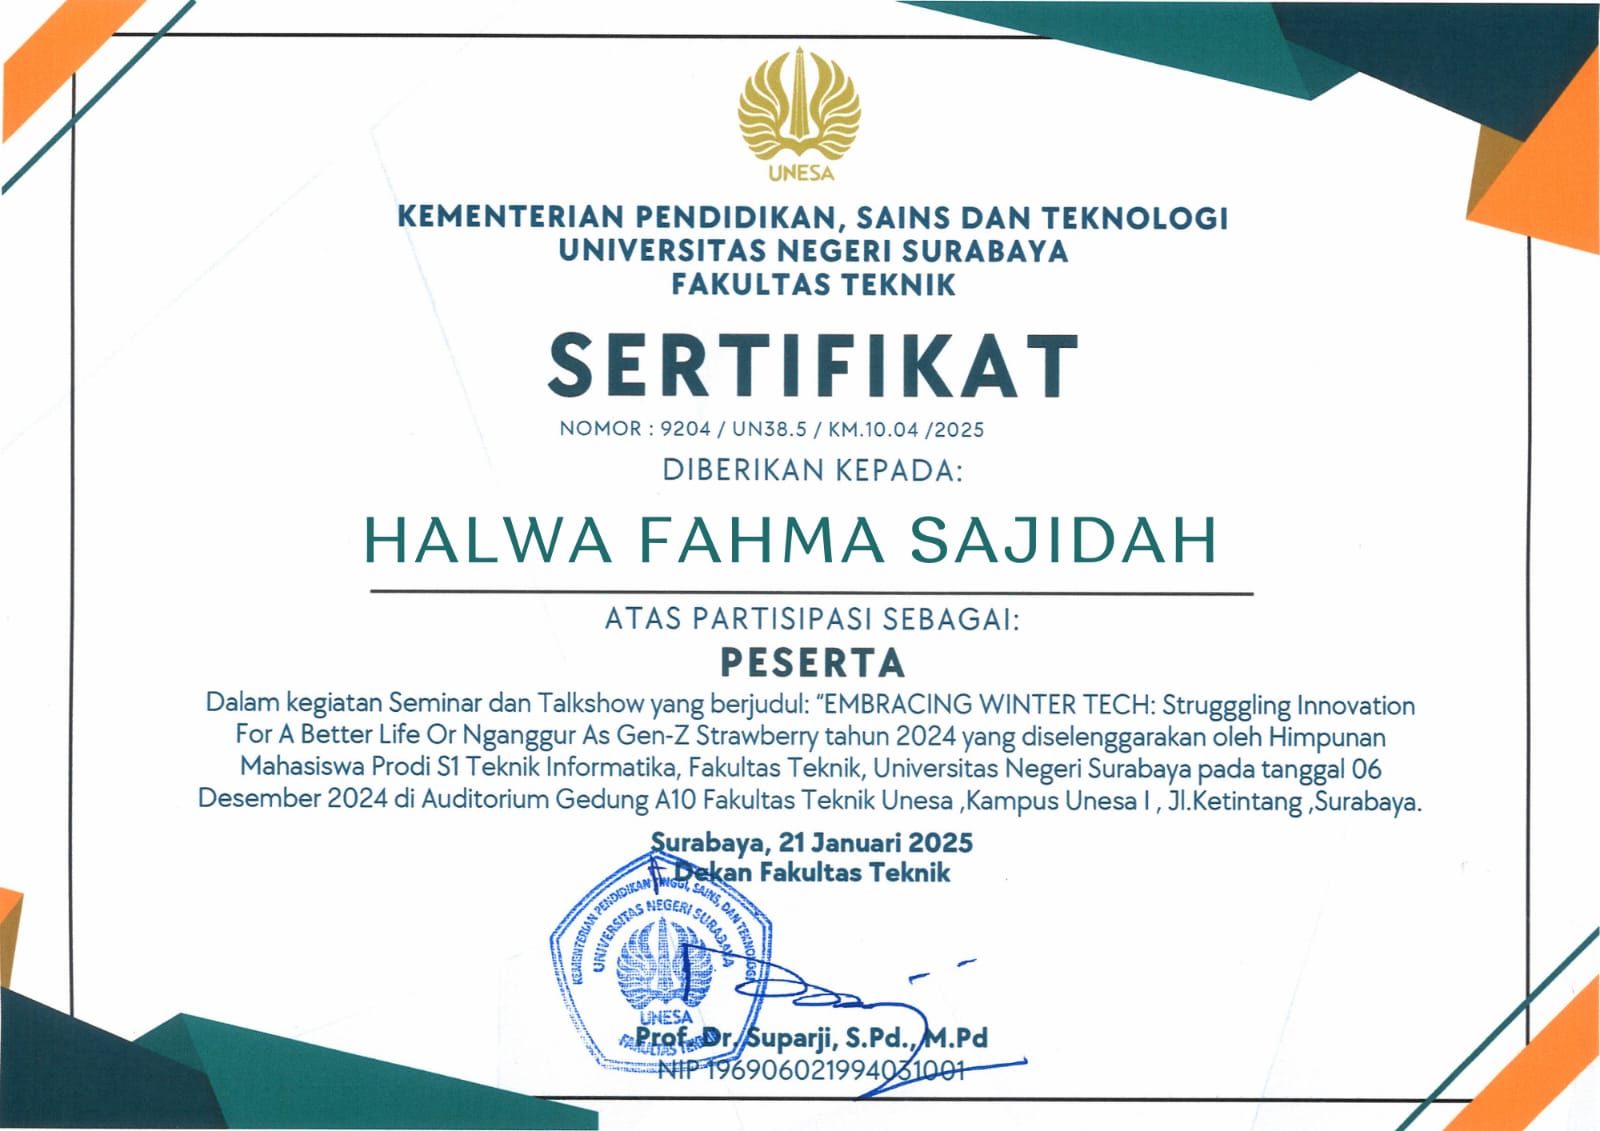 UNESA
KEMENTERIAN PENDIDIKAN, SAINS DAN TEKNOLOGI
UNIVERSITAS NEGERI SURABAYA
FAKULTAS TEKNIK
SERTIFIKAT
NOMOR : 9204 / UN38.5 / KM.10.04 /2025
DIBERIKAN KEPADA:
HALWA FAHMA SAJIDAH
ATAS PARTISIPASI SEBAGAI:
PESERTA
Dalam kegiatan Seminar dan Talkshow yang berjudul: “EMBRACING WINTER TECH: Strugggling Innovation
For A Better Life Or Nganggur As Gen-Z Strawberry tahun 2024 yang diselenggarakan oleh Himpunan
Mahasiswa Prodi S1 Teknik Informatika, Fakultas Teknik, Universitas Negeri Surabaya pada tanggal 06
Desember 2024 di Auditorium Gedung A10 Fakultas Teknik Unesa ,Kampus Unesa I , Jl.Ketintang ,Surabaya.
Surabaya, 21 Januari 2025
Dekan Fakultas Teknik
KEMENTERIAN PENDIDIKAN TINGGI, SAINS, DAN TEKNOLOGI
UNIVERSITAS NEGERI SURABAYA
UNESA
FAKULTAS TEKNIK
Prof. Dr. Suparji, S.Pd., M.Pd
NIP 196906021994031001